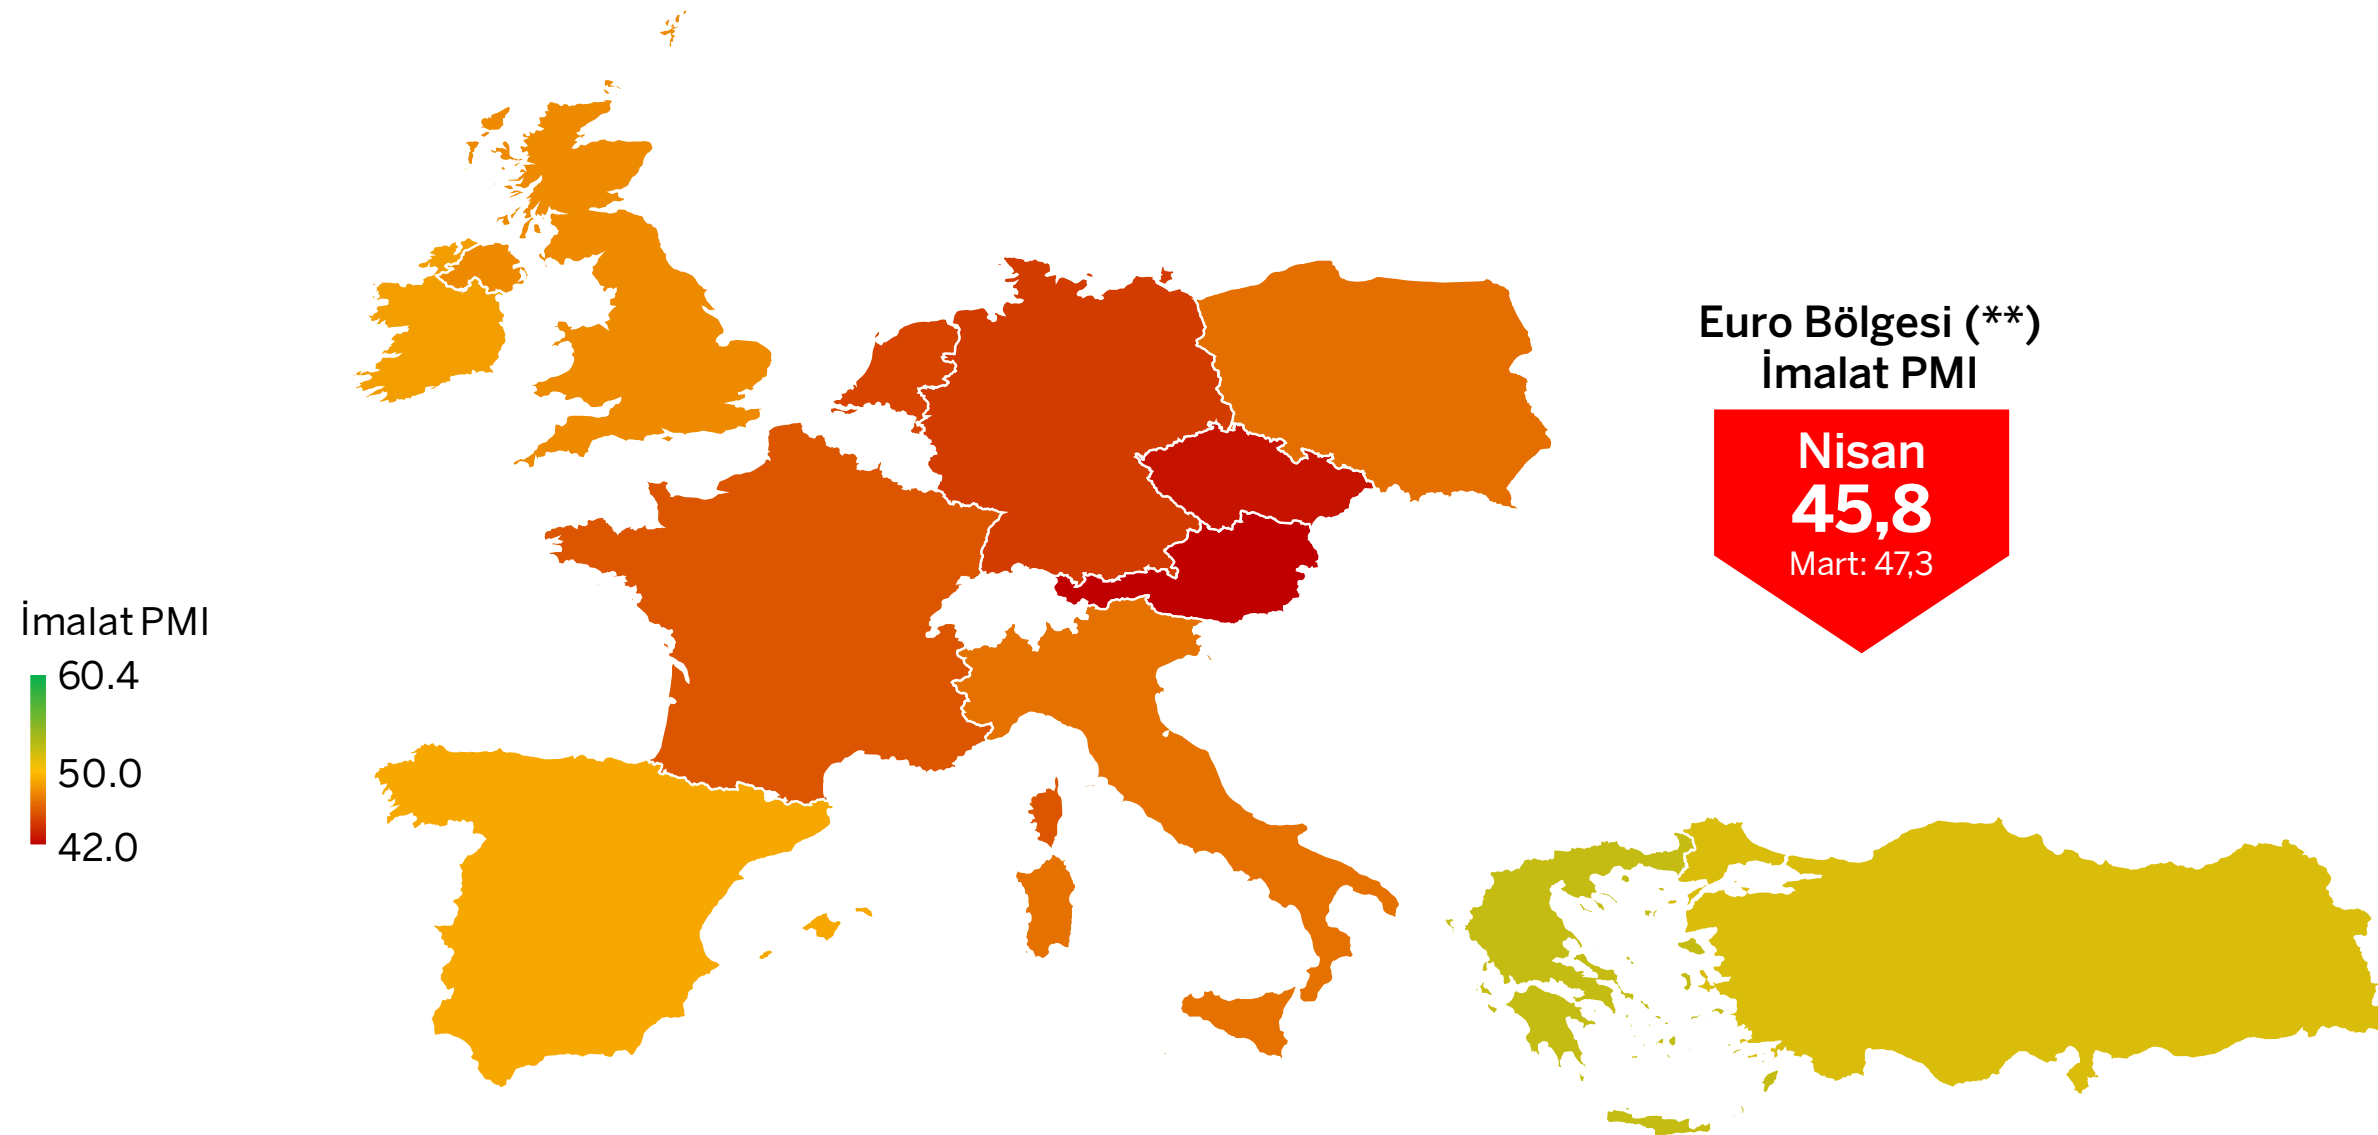 Euro Bölgesi (**)
İmalat PMI
Nisan
45,8
Mart: 47,3
İmalat PMI
60.4
50.0
42.0